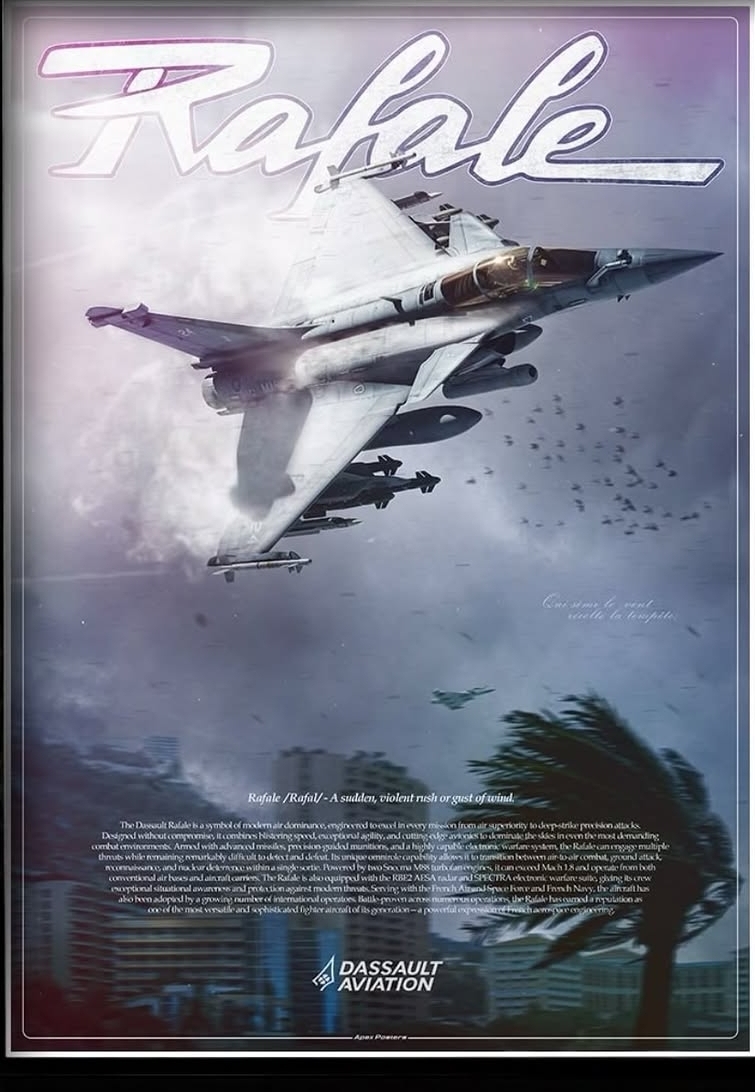 Rafale
Qui sème le vent
récolte la tempête.
Rafale /Rafal/ - A sudden, violent rush or gust of wind.
The Dassault Rafale is a symbol of modern air dominance, engineered to excel in every mission from air superiority to deep-strike precision attacks.
Designed without compromise, it combines blistering speed, exceptional agility, and cutting-edge avionics to dominate the skies in even the most demanding
combat environments. Armed with advanced missiles, precision-guided munitions, and a highly capable electronic warfare system, the Rafale can engage multiple
threats while remaining remarkably difficult to detect and defeat. Its unique omnirole capability allows it to transition between air-to-air combat, ground attack,
reconnaissance, and nuclear deterrence within a single sortie. Powered by two Snecma M88 turbofan engines, it can exceed Mach 1.8 and operate from both
conventional air bases and aircraft carriers. The Rafale is also equipped with the RBE2 AESA radar and SPECTRA electronic warfare suite, giving its crew
exceptional situational awareness and protection against modern threats. Serving with the French Air and Space Force and French Navy, the aircraft has
also been adopted by a growing number of international operators. Battle-proven across numerous operations, the Rafale has earned a reputation as
one of the most versatile and sophisticated fighter aircraft of its generation — a powerful expression of French aerospace engineering.
DASSAULT
AVIATION
Apex Posters